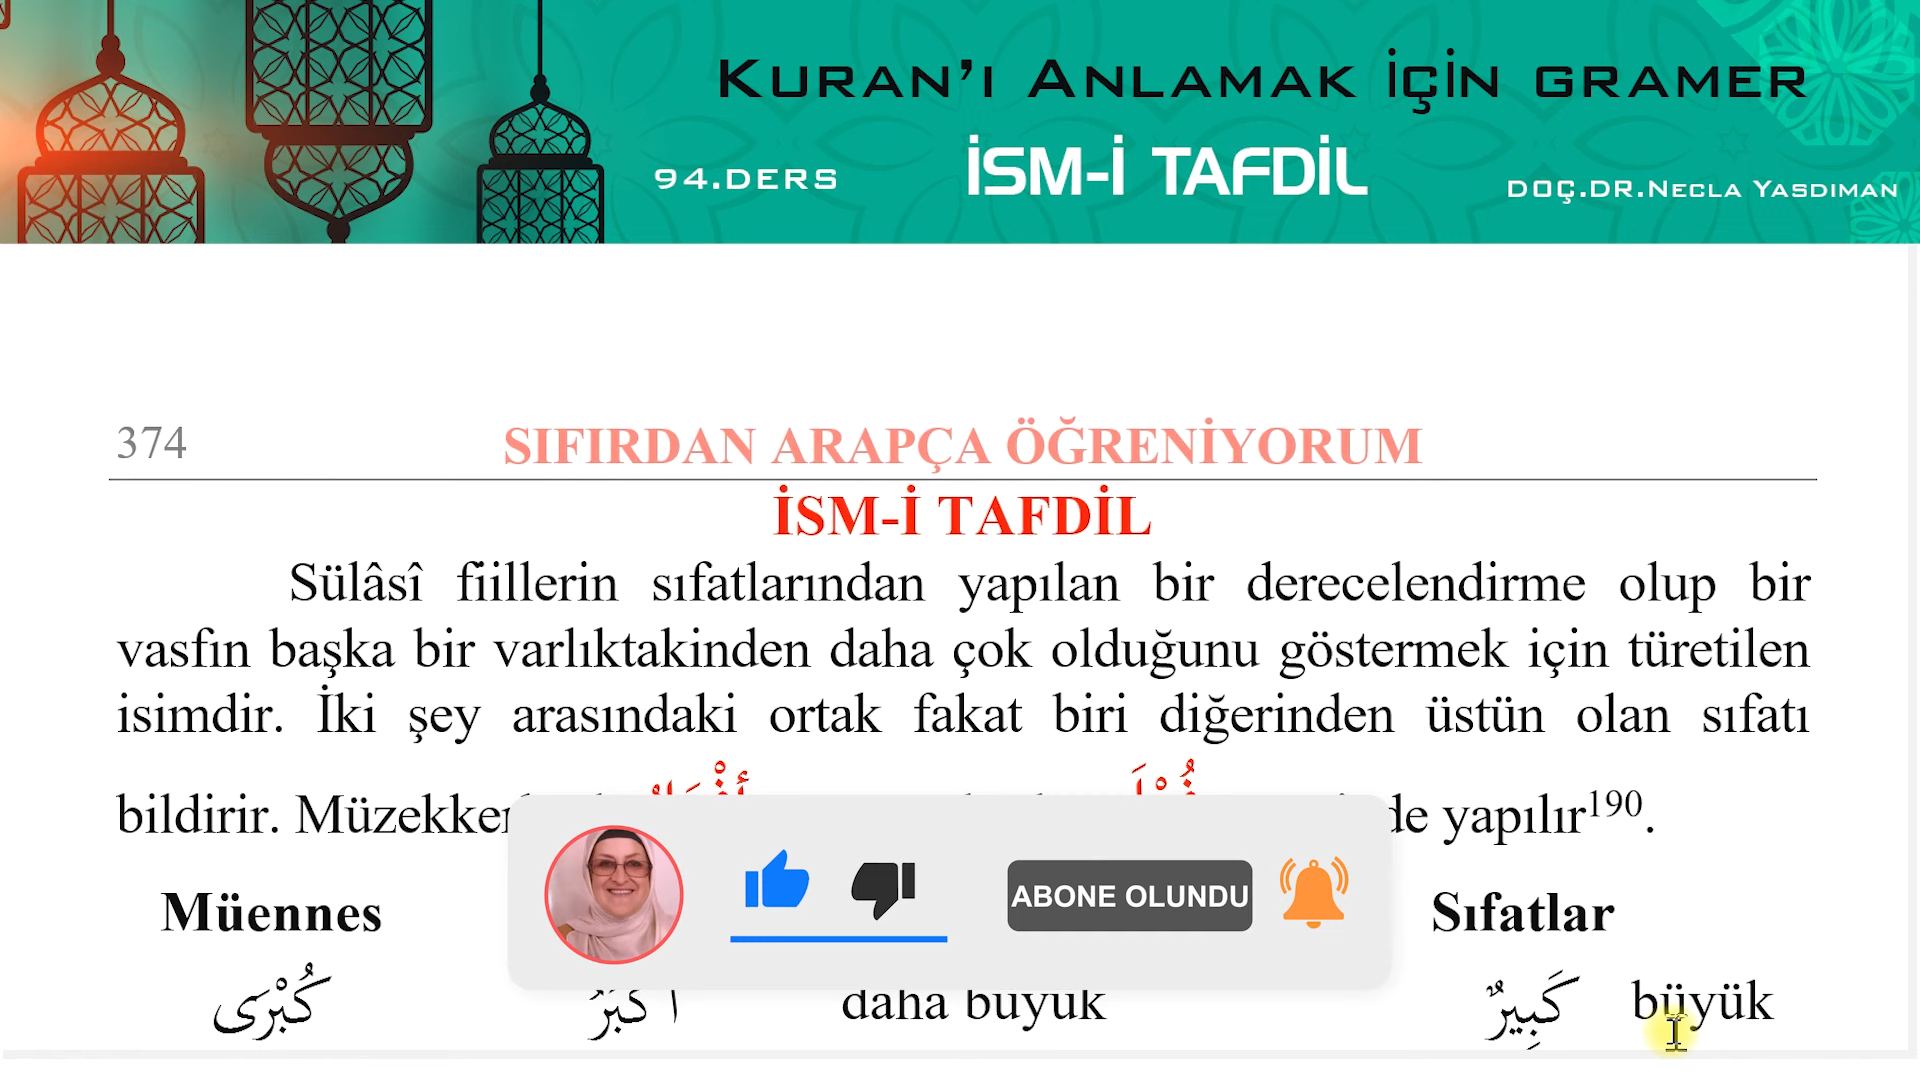 KURAN'I ANLAMAK İÇİN GRAMER
94.DERS
İSM-İ TAFDİL
DOÇ.DR.NECLA YASDIMAN
374
SIFIRDAN ARAPÇA ÖĞRENİYORUM
İSM-İ TAFDİL
Sülâsî fiillerin sıfatlarından yapılan bir derecelendirme olup bir
vasfın başka bir varlıktakinden daha çok olduğunu göstermek için türetilen
isimdir. İki şey arasındaki ortak fakat biri diğerinden üstün olan sıfatı
bildirir. yapılır190.
Müennes
Sıfatlar
ABONE OLUNDU
كُبْرَى
daha büyük
كَبِيرٌ büyük